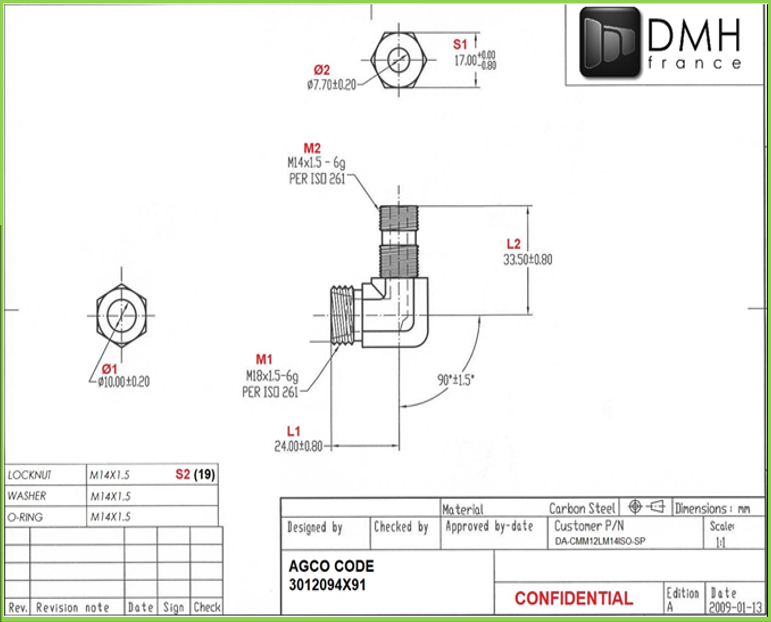 DMH
france
S1
17.00 +0.00
-0.80
Ø2
ø7.70±0.20
M2
M14x1.5 - 6g
PER ISO 261
L2
33.50±0.80
Ø1
ø10.00±0.20
M1
M18x1.5-6g
PER ISO 261
90°±1.5°
L1
24.00±0.80
LOCKNUT M14X1.5 S2 (19)
WASHER M14X1.5
O-RING M14X1.5
Rev. Revision note Date Sign Check
Material Carbon Steel Dimensions : mm
Designed by Checked by Approved by-date Customer P/N Scale:
DA-CMM12LM14ISO-SP 1:1
AGCO CODE
3012094X91
CONFIDENTIAL
Edition Date
A 2009-01-13